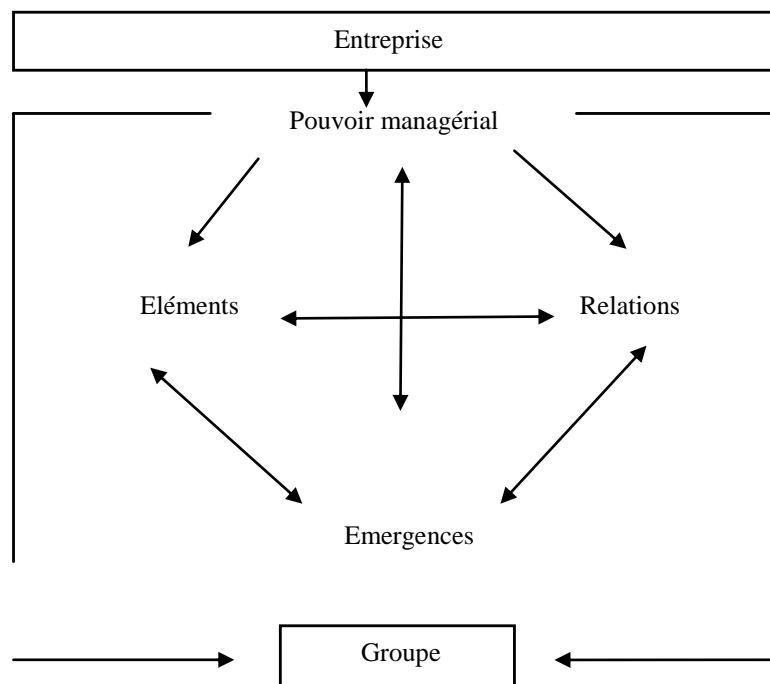 Entreprise
Pouvoir managérial
Eléments
Relations
Emergences
Groupe